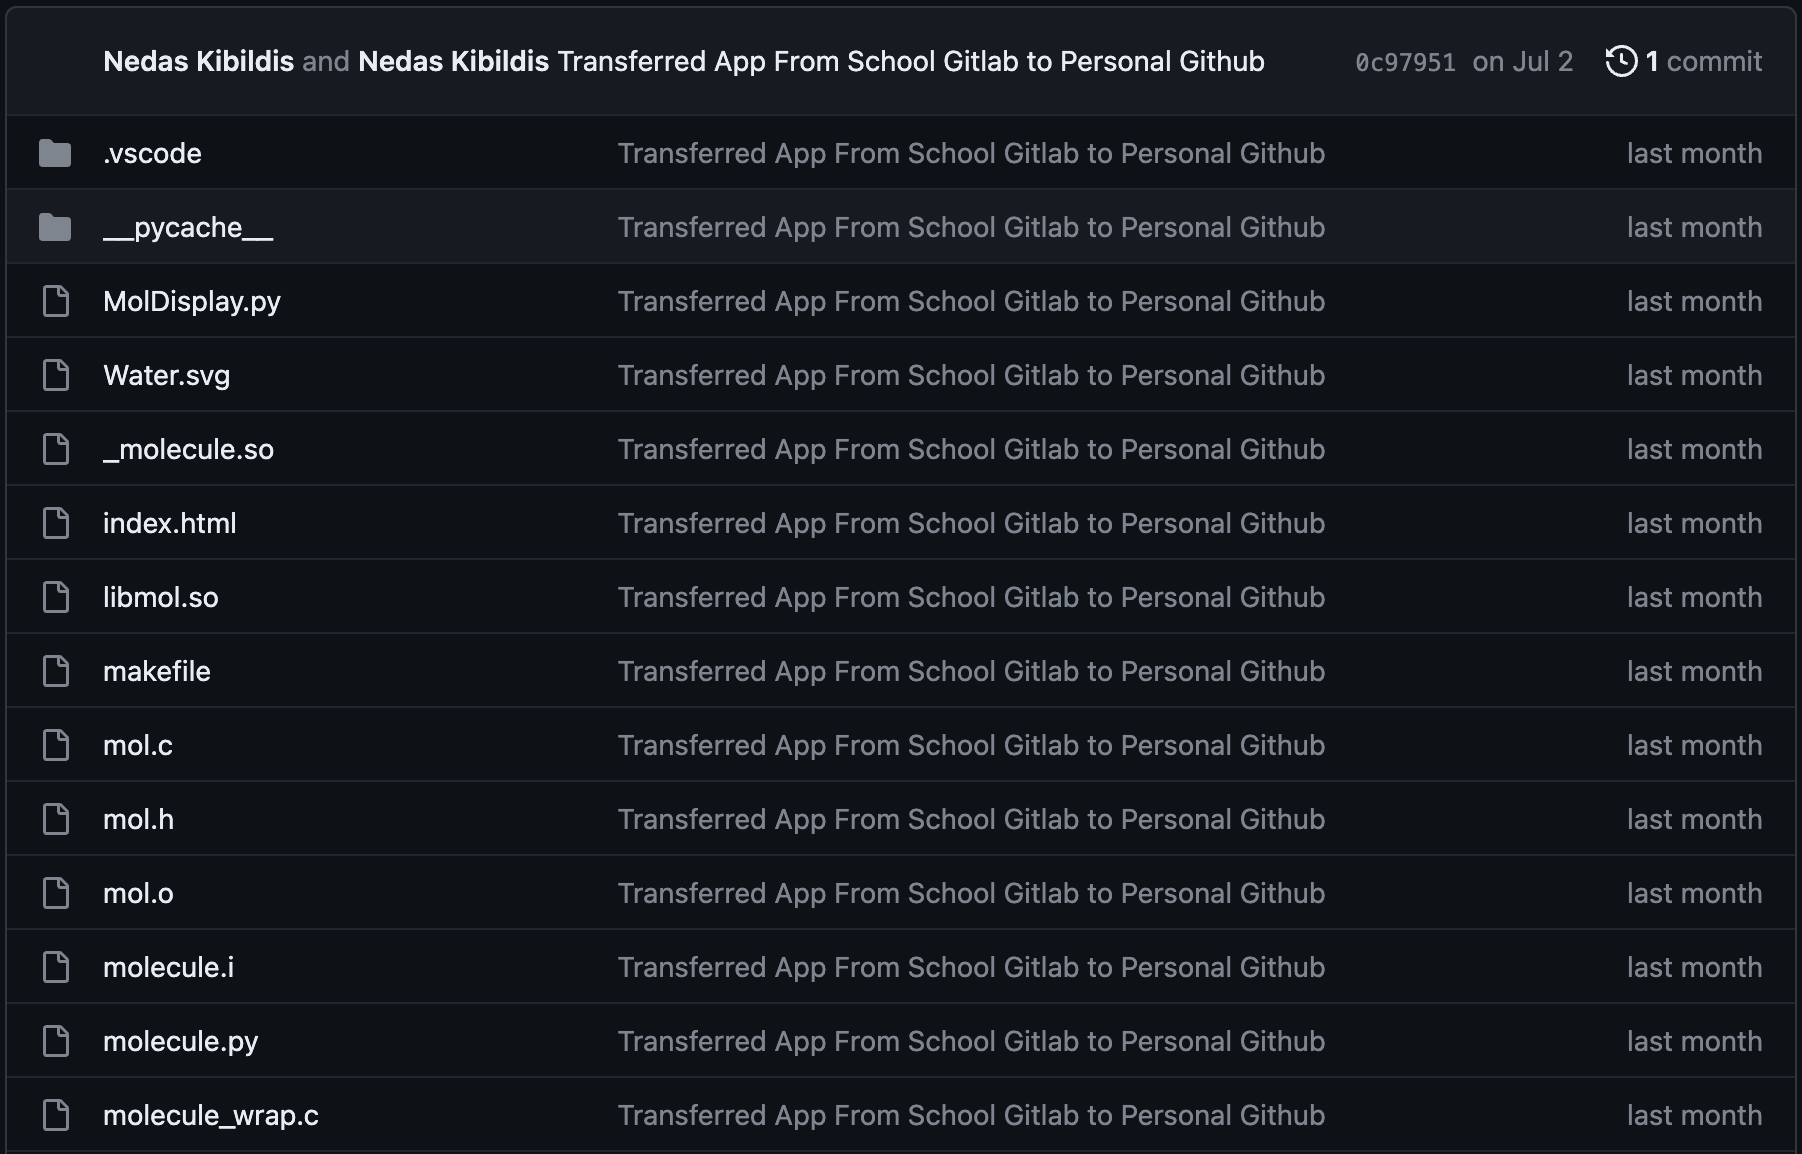 Nedas Kibildis and Nedas Kibildis Transferred App From School Gitlab to Personal Github 0c97951 on Jul 2 1 commit
.vscode Transferred App From School Gitlab to Personal Github last month
__pycache__ Transferred App From School Gitlab to Personal Github last month
MolDisplay.py Transferred App From School Gitlab to Personal Github last month
Water.svg Transferred App From School Gitlab to Personal Github last month
_molecule.so Transferred App From School Gitlab to Personal Github last month
index.html Transferred App From School Gitlab to Personal Github last month
libmol.so Transferred App From School Gitlab to Personal Github last month
makefile Transferred App From School Gitlab to Personal Github last month
mol.c Transferred App From School Gitlab to Personal Github last month
mol.h Transferred App From School Gitlab to Personal Github last month
mol.o Transferred App From School Gitlab to Personal Github last month
molecule.i Transferred App From School Gitlab to Personal Github last month
molecule.py Transferred App From School Gitlab to Personal Github last month
molecule_wrap.c Transferred App From School Gitlab to Personal Github last month